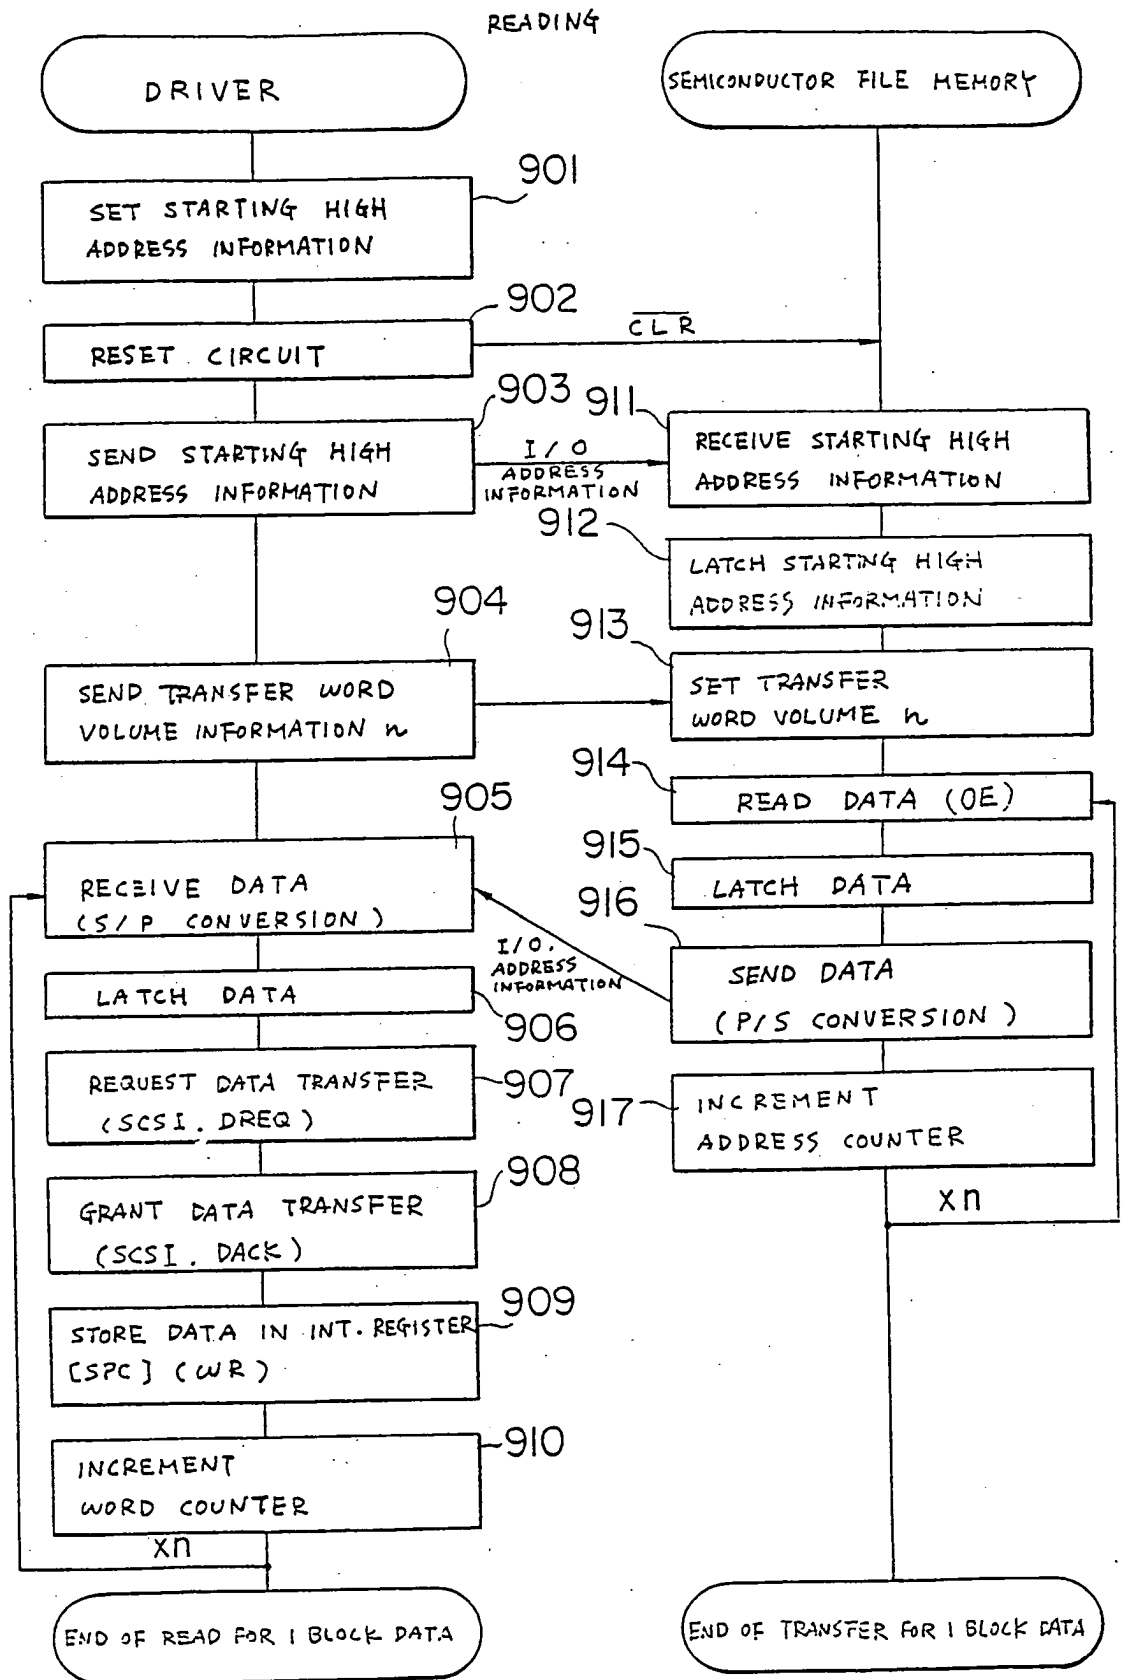 READING
DRIVER
SEMICONDUCTOR FILE MEMORY
901
SET STARTING HIGH
ADDRESS INFORMATION
902
RESET CIRCUIT
CLR
903
SEND STARTING HIGH
ADDRESS INFORMATION
I/O
ADDRESS
INFORMATION
911
RECEIVE STARTING HIGH
ADDRESS INFORMATION
912
LATCH STARTING HIGH
ADDRESS INFORMATION
904
SEND TRANSFER WORD
VOLUME INFORMATION n
913
SET TRANSFER
WORD VOLUME n
914
READ DATA (OE)
905
RECEIVE DATA
(S/P CONVERSION)
915
LATCH DATA
916
SEND DATA
(P/S CONVERSION)
I/O.
ADDRESS
INFORMATION
LATCH DATA
906
REQUEST DATA TRANSFER
(SCSI. DREQ)
907
917
INCREMENT
ADDRESS COUNTER
xn
GRANT DATA TRANSFER
(SCSI. DACK)
908
STORE DATA IN INT. REGISTER
[SPC] (WR)
909
INCREMENT
WORD COUNTER
910
xn
END OF READ FOR 1 BLOCK DATA
END OF TRANSFER FOR 1 BLOCK DATA